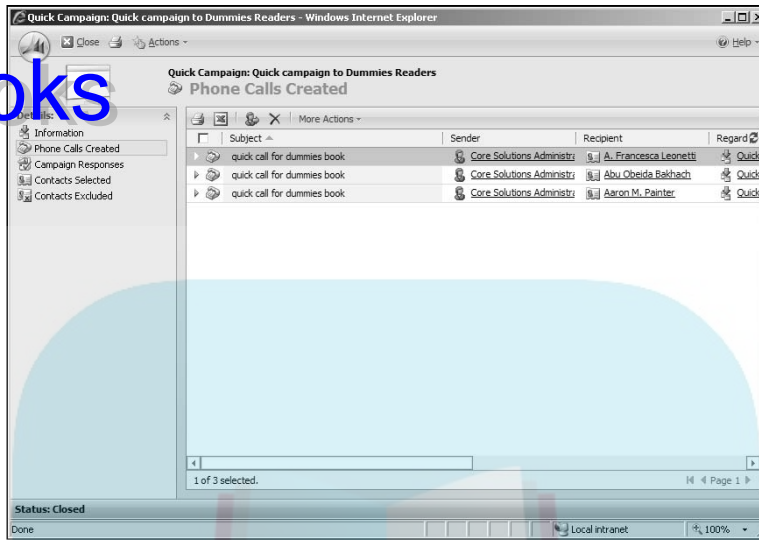 Quick Campaign: Quick campaign to Dummies Readers - Windows Internet Explorer
Close Actions Help
Quick Campaign: Quick campaign to Dummies Readers
Phone Calls Created
oks
Details:
Information
Phone Calls Created
Campaign Responses
Contacts Selected
Contacts Excluded
More Actions
Subject Sender Recipient Regard
quick call for dummies book Core Solutions Administra A. Francesca Leonetti Quick
quick call for dummies book Core Solutions Administra Abu Obeida Bakhach Quick
quick call for dummies book Core Solutions Administra Aaron M. Painter Quick
1 of 3 selected. Page 1
Status: Closed
Done Local intranet 100%